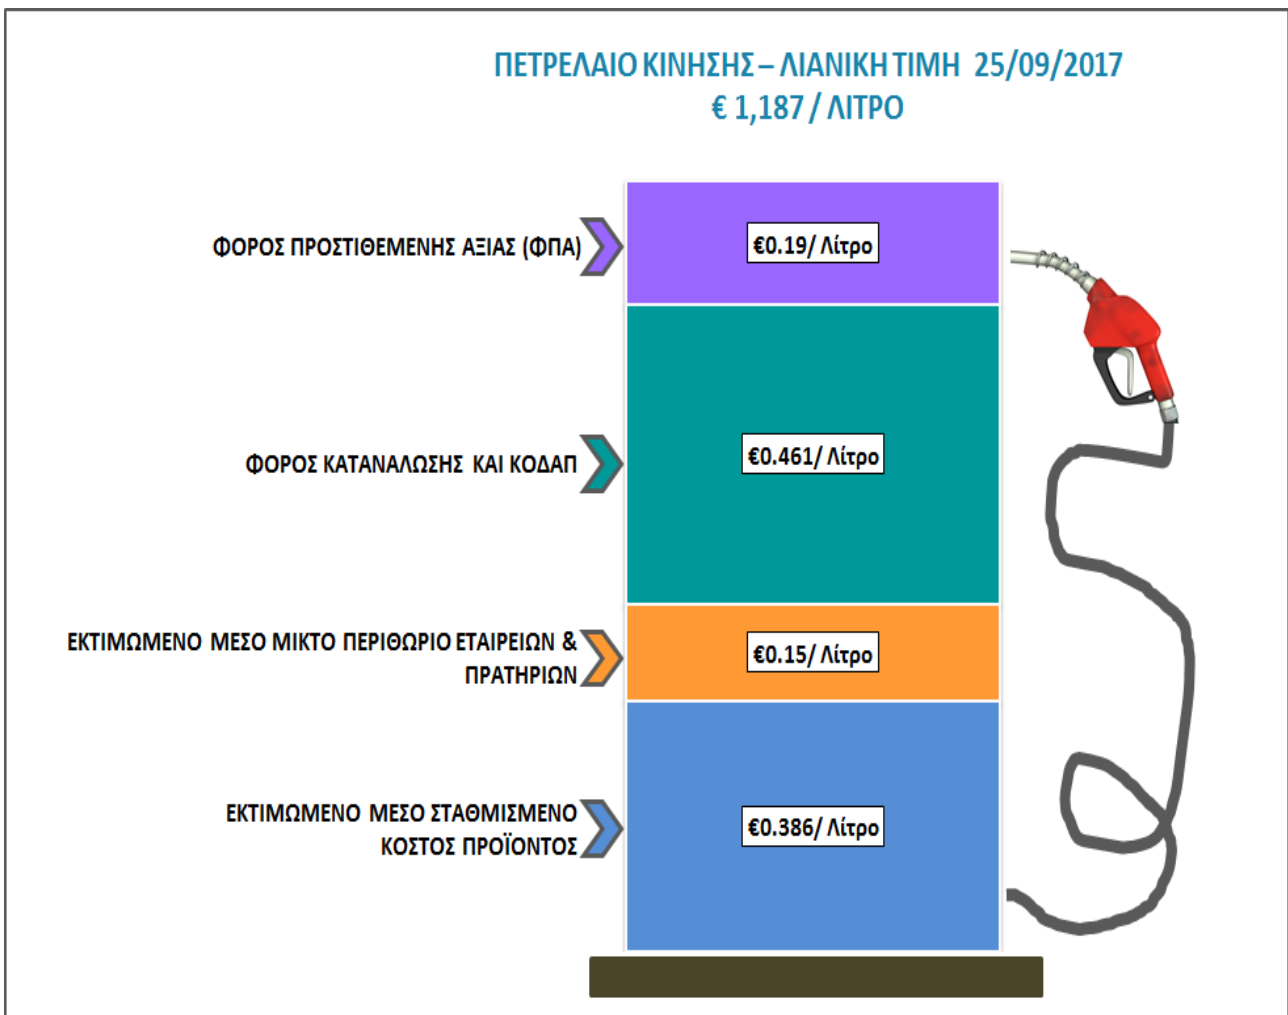 ΠΕΤΡΕΛΑΙΟ ΚΙΝΗΣΗΣ – ΛΙΑΝΙΚΗ ΤΙΜΗ 25/09/2017
€ 1,187 / ΛΙΤΡΟ
ΦΟΡΟΣ ΠΡΟΣΤΙΘΕΜΕΝΗΣ ΑΞΙΑΣ (ΦΠΑ)
€0.19/ Λίτρο
ΦΟΡΟΣ ΚΑΤΑΝΑΛΩΣΗΣ ΚΑΙ ΚΟΔΑΠ
€0.461/ Λίτρο
ΕΚΤΙΜΩΜΕΝΟ ΜΕΣΟ ΜΙΚΤΟ ΠΕΡΙΘΩΡΙΟ ΕΤΑΙΡΕΙΩΝ &
ΠΡΑΤΗΡΙΩΝ
€0.15/ Λίτρο
ΕΚΤΙΜΩΜΕΝΟ ΜΕΣΟ ΣΤΑΘΜΙΣΜΕΝΟ
ΚΟΣΤΟΣ ΠΡΟΪΟΝΤΟΣ
€0.386/ Λίτρο